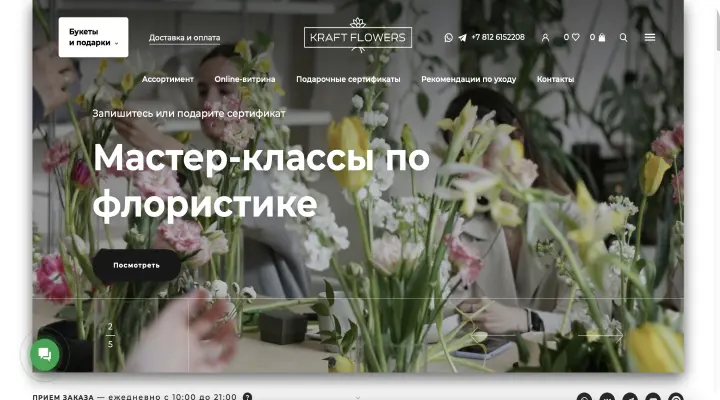 Букеты
и подарки
Доставка и оплата
KRAFT FLOWERS
+7 812 6152208
0
0
Ассортимент
Online-витрина
Подарочные сертификаты
Рекомендации по уходу
Контакты
Запишитесь или подарите сертификат
Мастер-классы по
флористике
Посмотреть
2
5
ПРИЕМ ЗАКАЗА — ежедневно с 10:00 до 21:00 ?